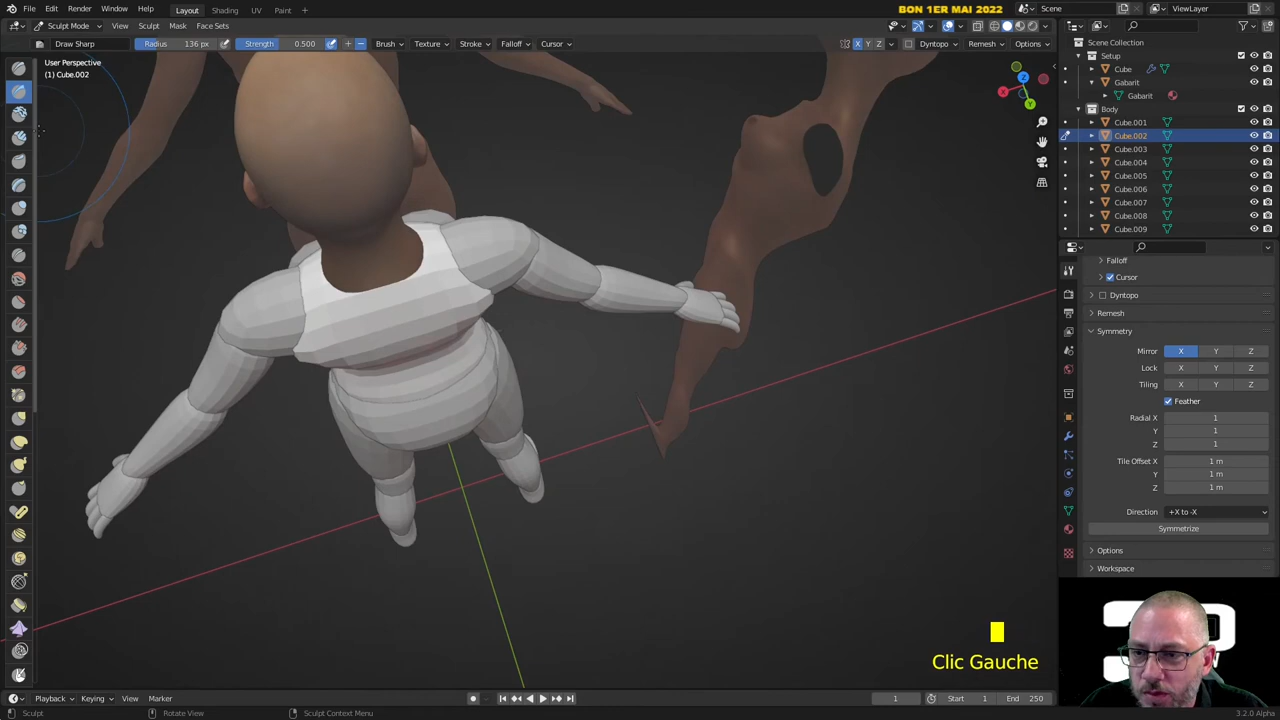 File Edit Render Window Help Layout Shading UV Paint BON 1ER MAI 2022 Scene ViewLayer
Sculpt Mode View Sculpt Mask Face Sets
Draw Sharp Radius 136 px Strength 0.500 Brush Texture Stroke Falloff Cursor X Y Z Dyntopo Remesh Options
User Perspective
(1) Cube.002
Scene Collection
Setup
Cube
Gabarit
Gabarit
Body
Cube.001
Cube.002
Cube.003
Cube.004
Cube.005
Cube.006
Cube.007
Cube.008
Cube.009
Falloff
Cursor
Dyntopo
Remesh
Symmetry
Mirror X Y Z
Lock X Y Z
Tiling X Y Z
Feather
Radial X 1
Y 1
Z 1
Tile Offset X 1 m
Y 1 m
Z 1 m
Direction +X to -X
Symmetrize
Options
Workspace
Clic Gauche
Playback Keying View Marker 1 Start 1 End 250
Sculpt Rotate View Sculpt Context Menu 3.2.0 Alpha